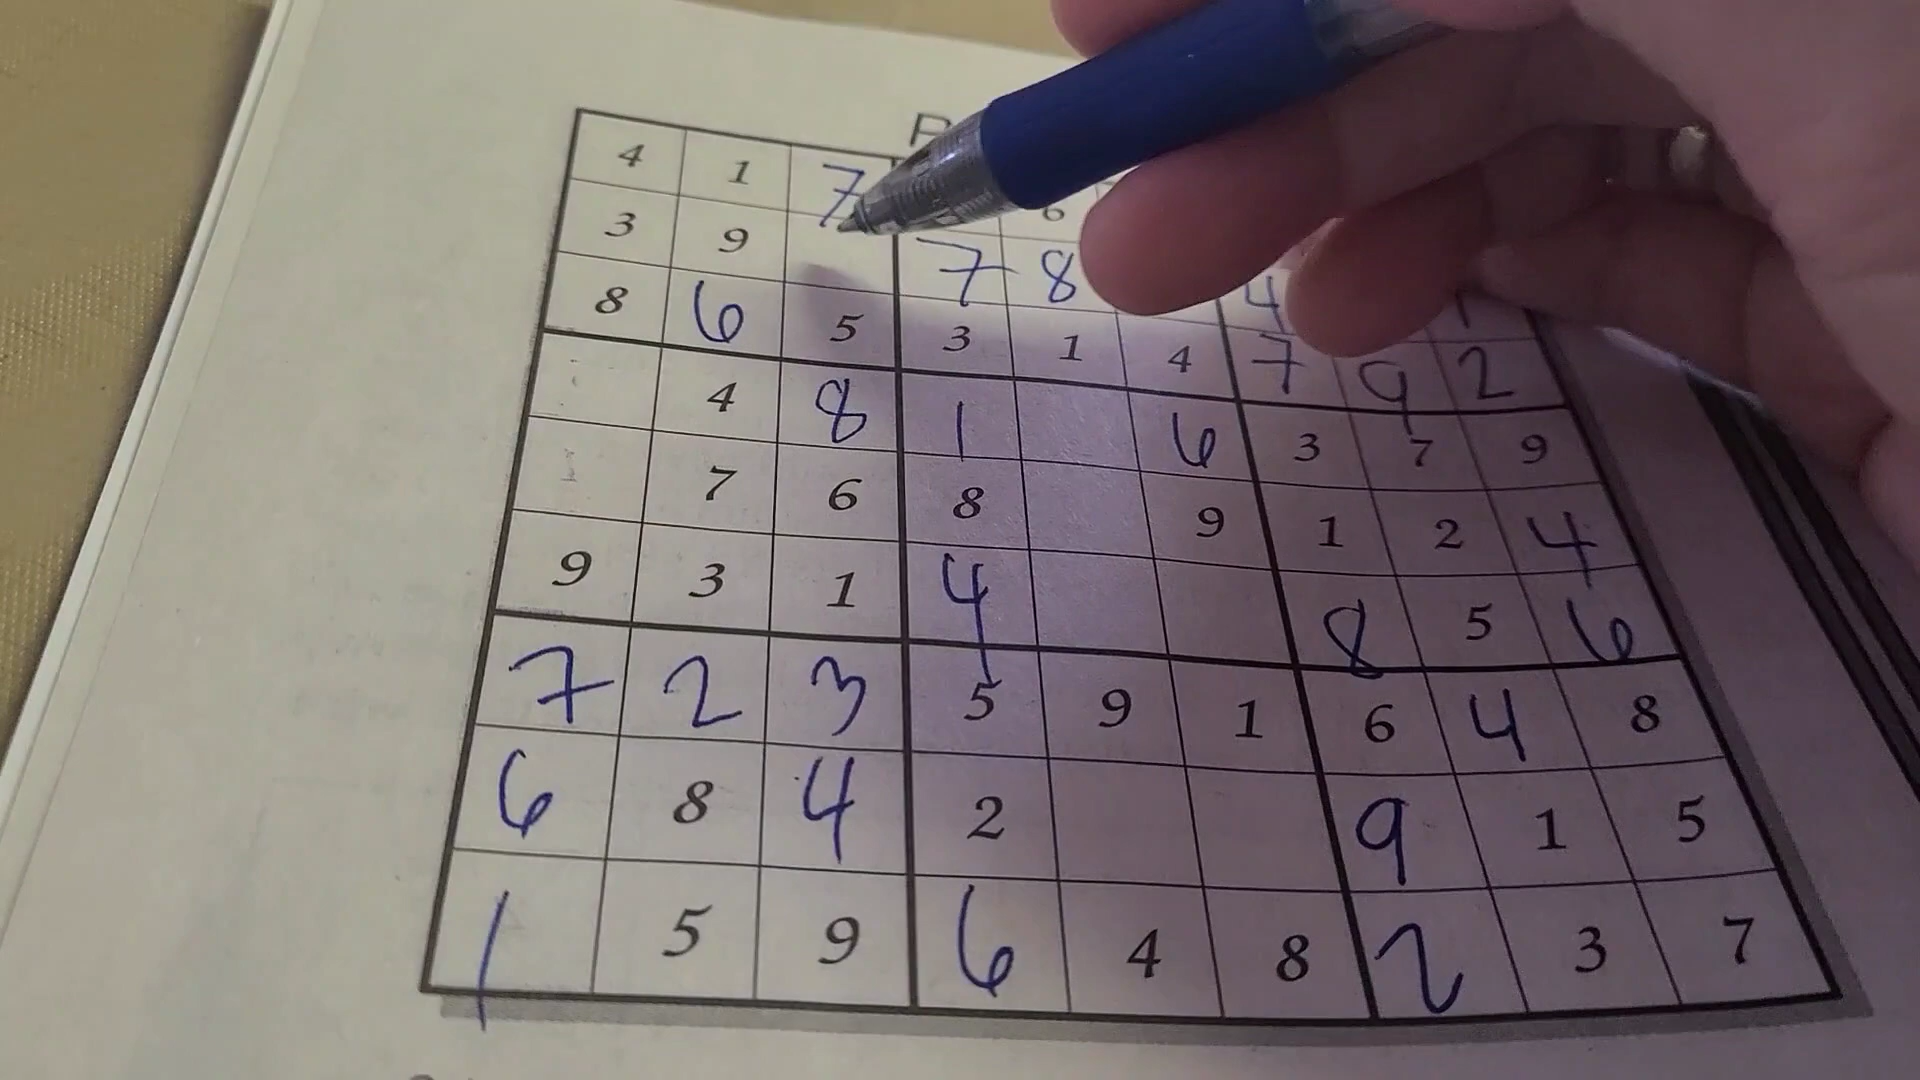 P
4 1 7 6
3 9 7 8 4 1
8 6 5 3 1 4 7 9 2
4 8 1 6 3 7 9
7 6 8 9 1 2 4
9 3 1 4 8 5 6
7 2 3 5 9 1 6 4 8
6 8 4 2 9 1 5
1 5 9 6 4 8 2 3 7